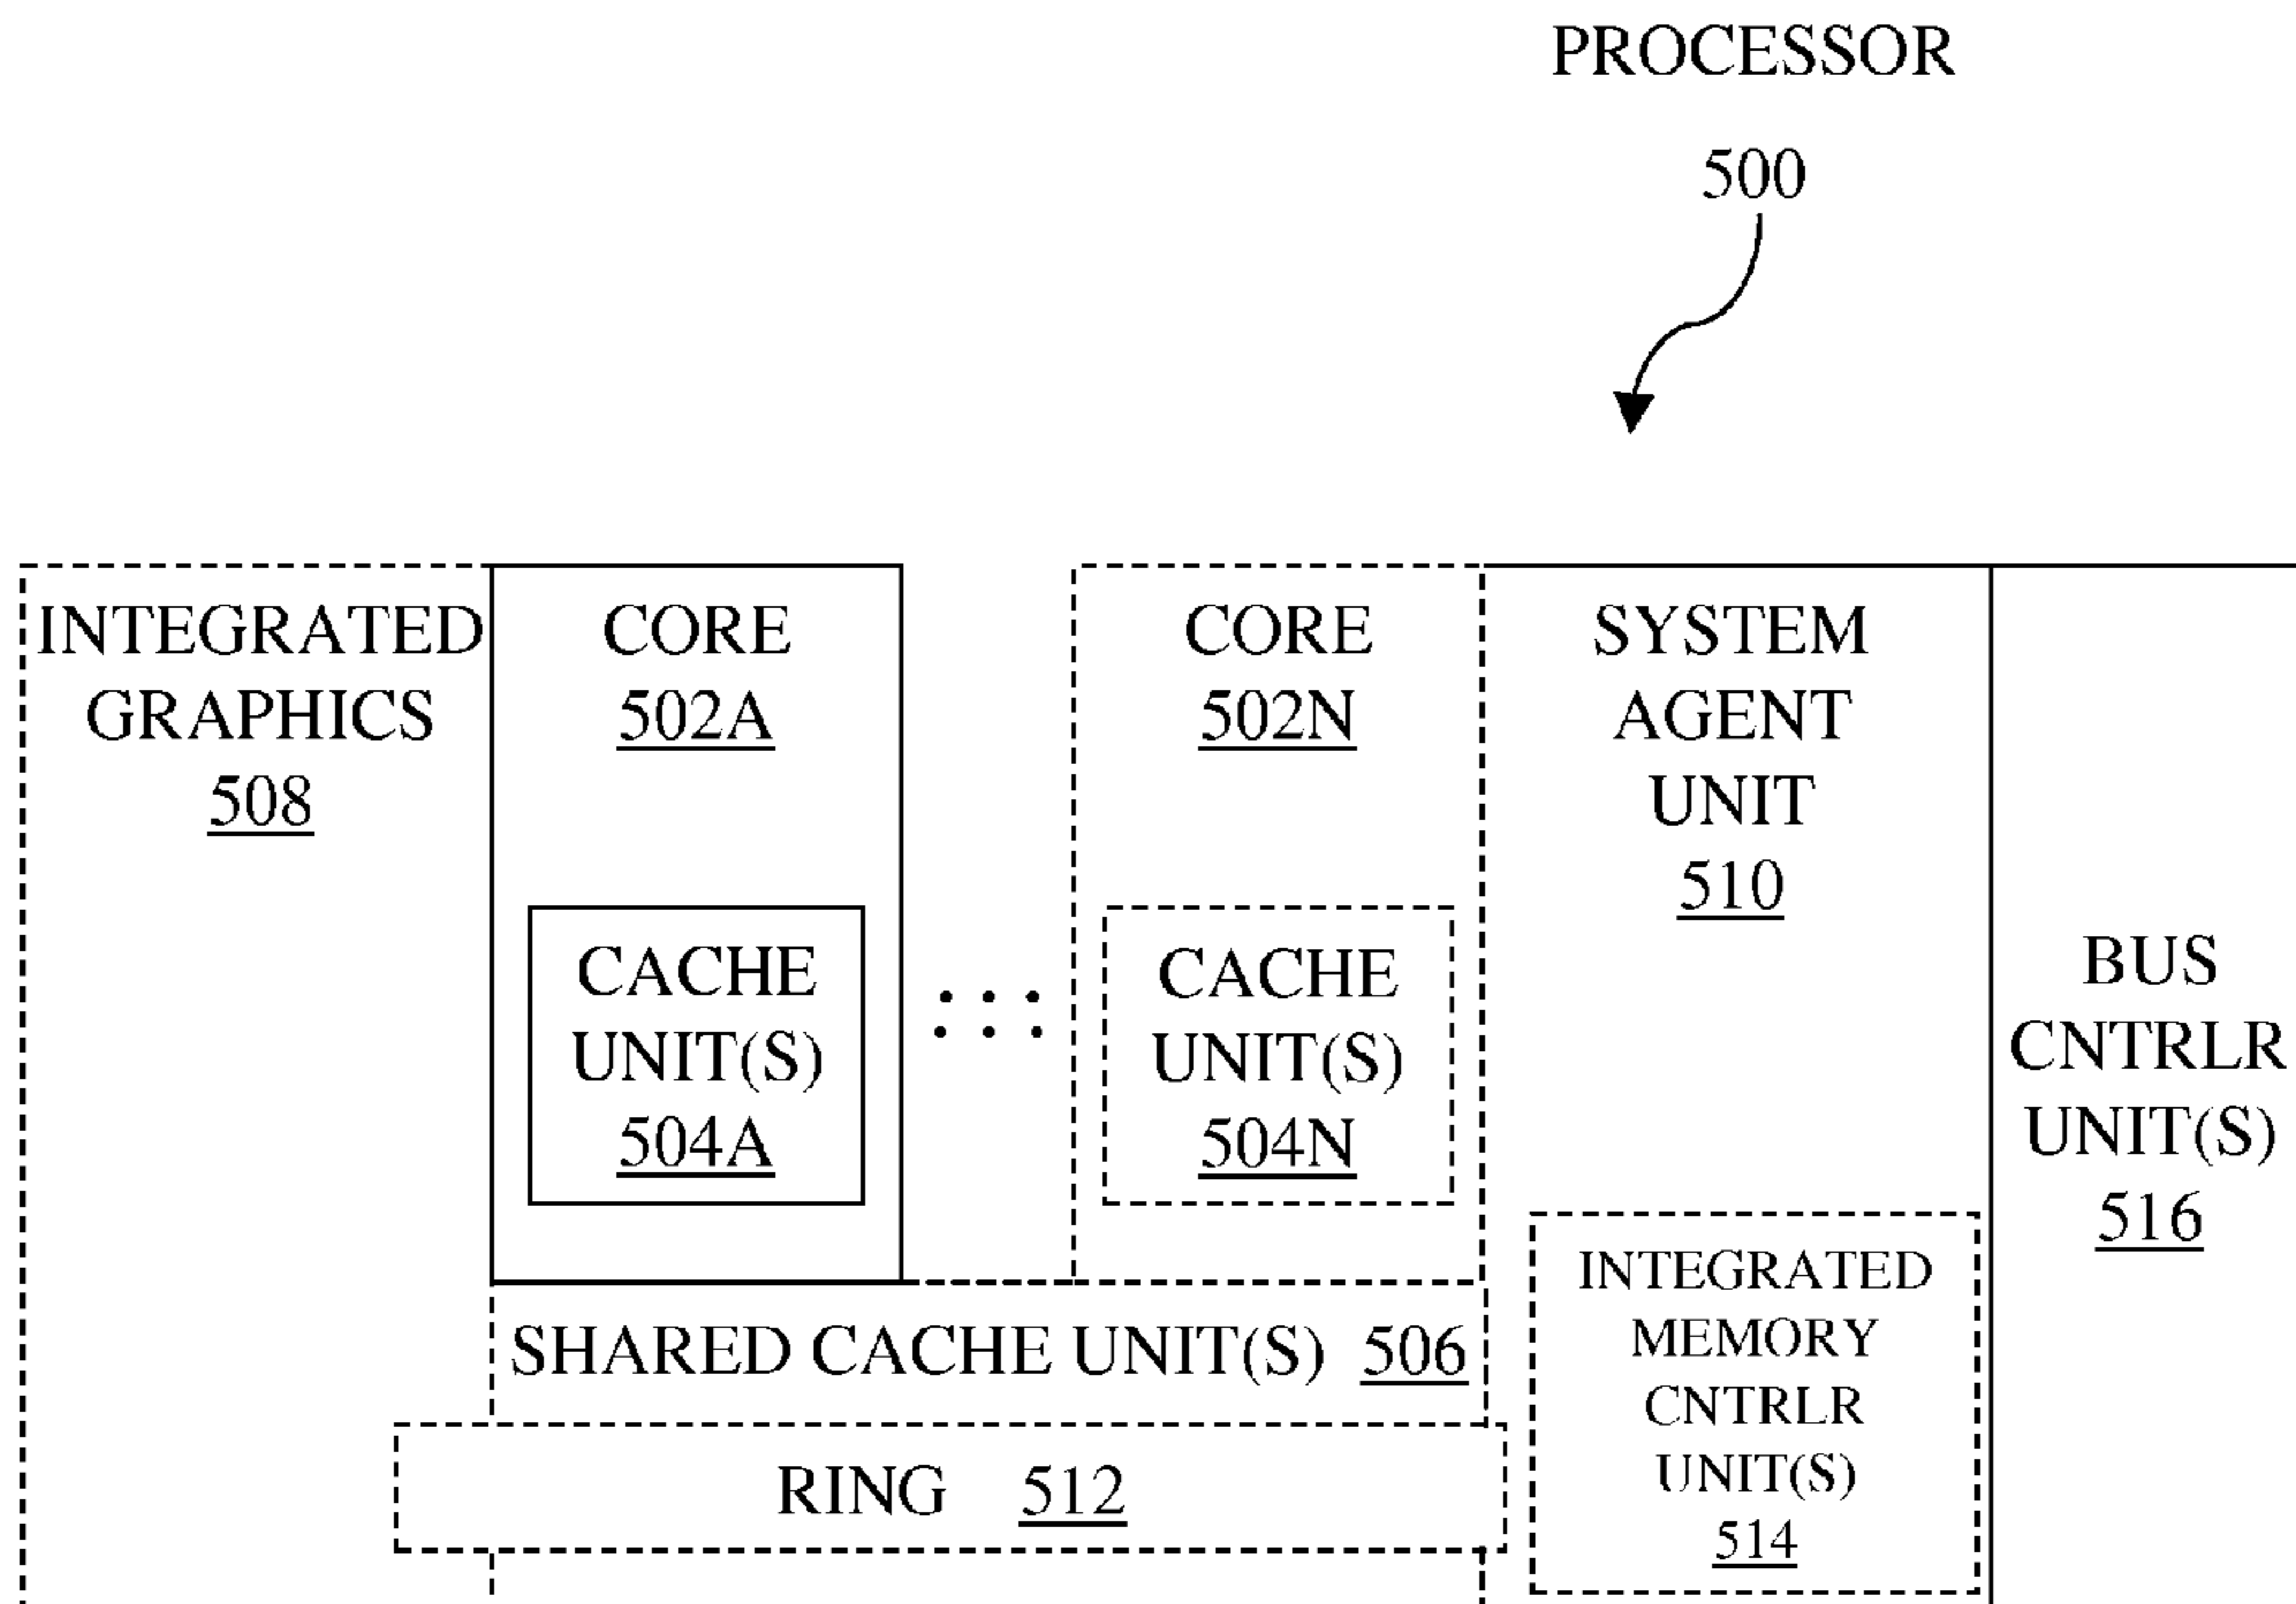 PROCESSOR
500
INTEGRATED
GRAPHICS
508
CORE
502A
CACHE
UNIT(S)
504A
CORE
502N
CACHE
UNIT(S)
504N
SYSTEM
AGENT
UNIT
510
BUS
CNTRLR
UNIT(S)
516
INTEGRATED
MEMORY
CNTRLR
UNIT(S)
514
SHARED CACHE UNIT(S) 506
RING 512